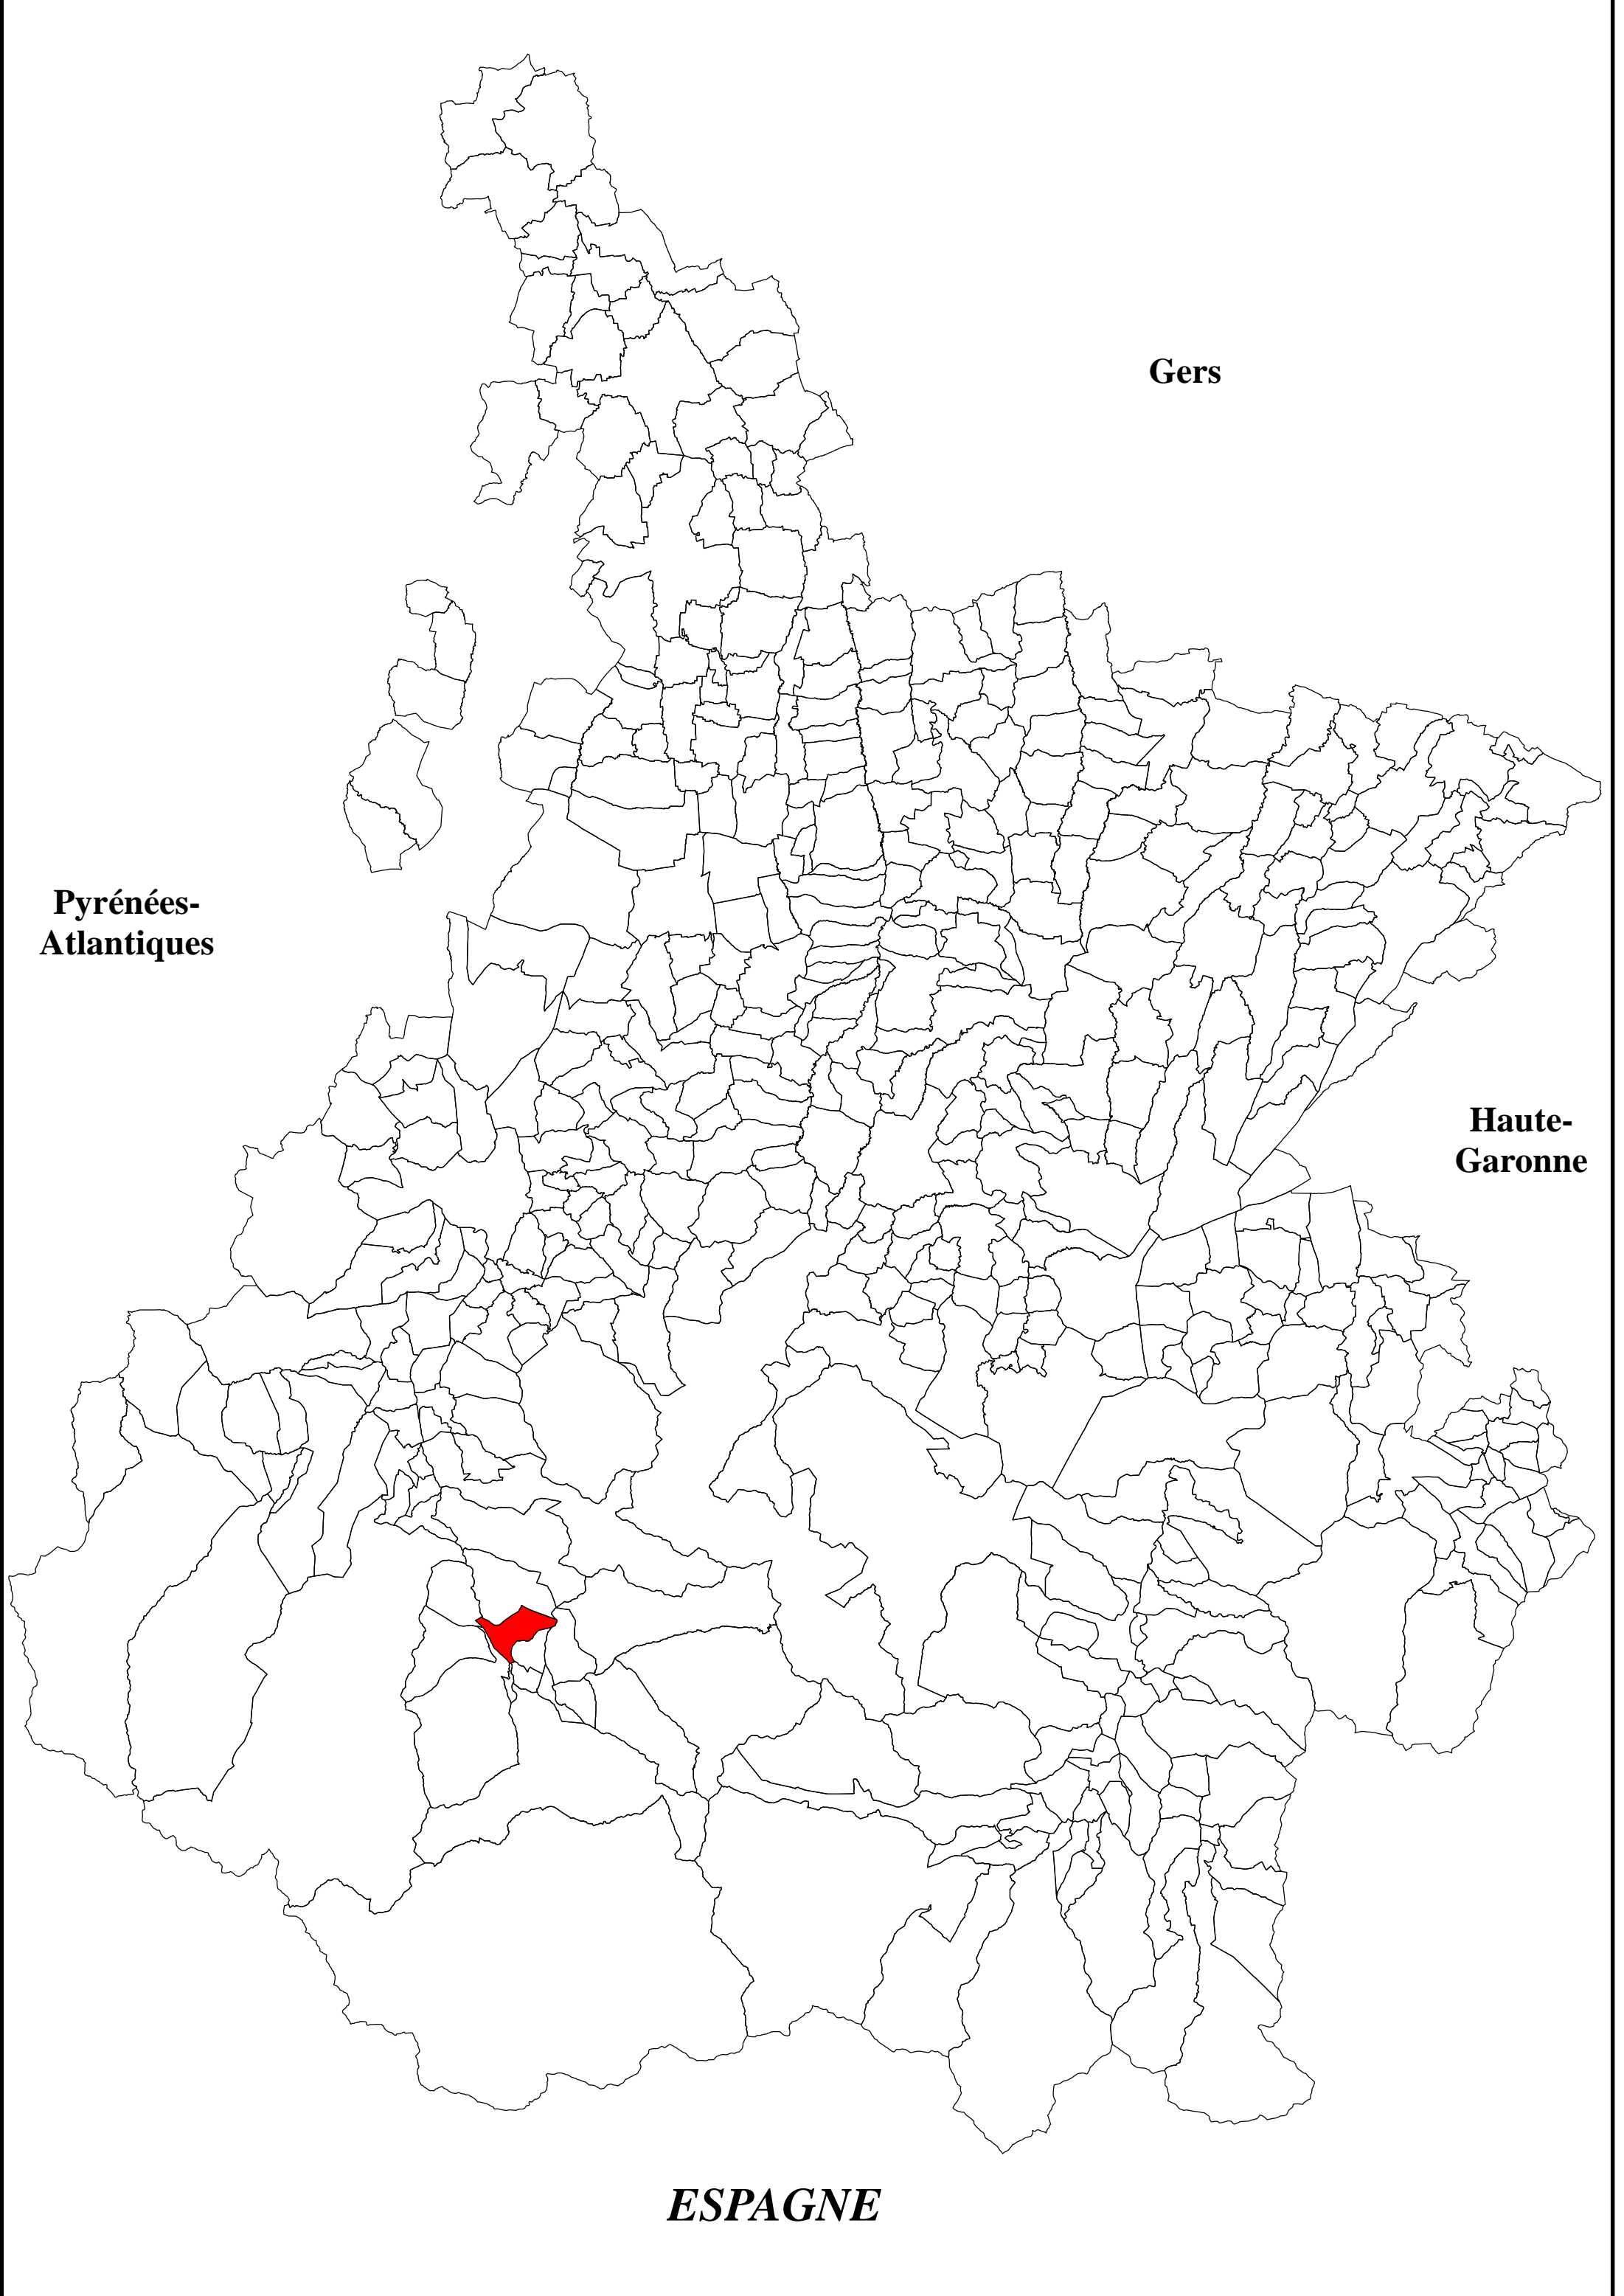 Gers
Pyrénées-
Atlantiques
Haute-
Garonne
ESPAGNE